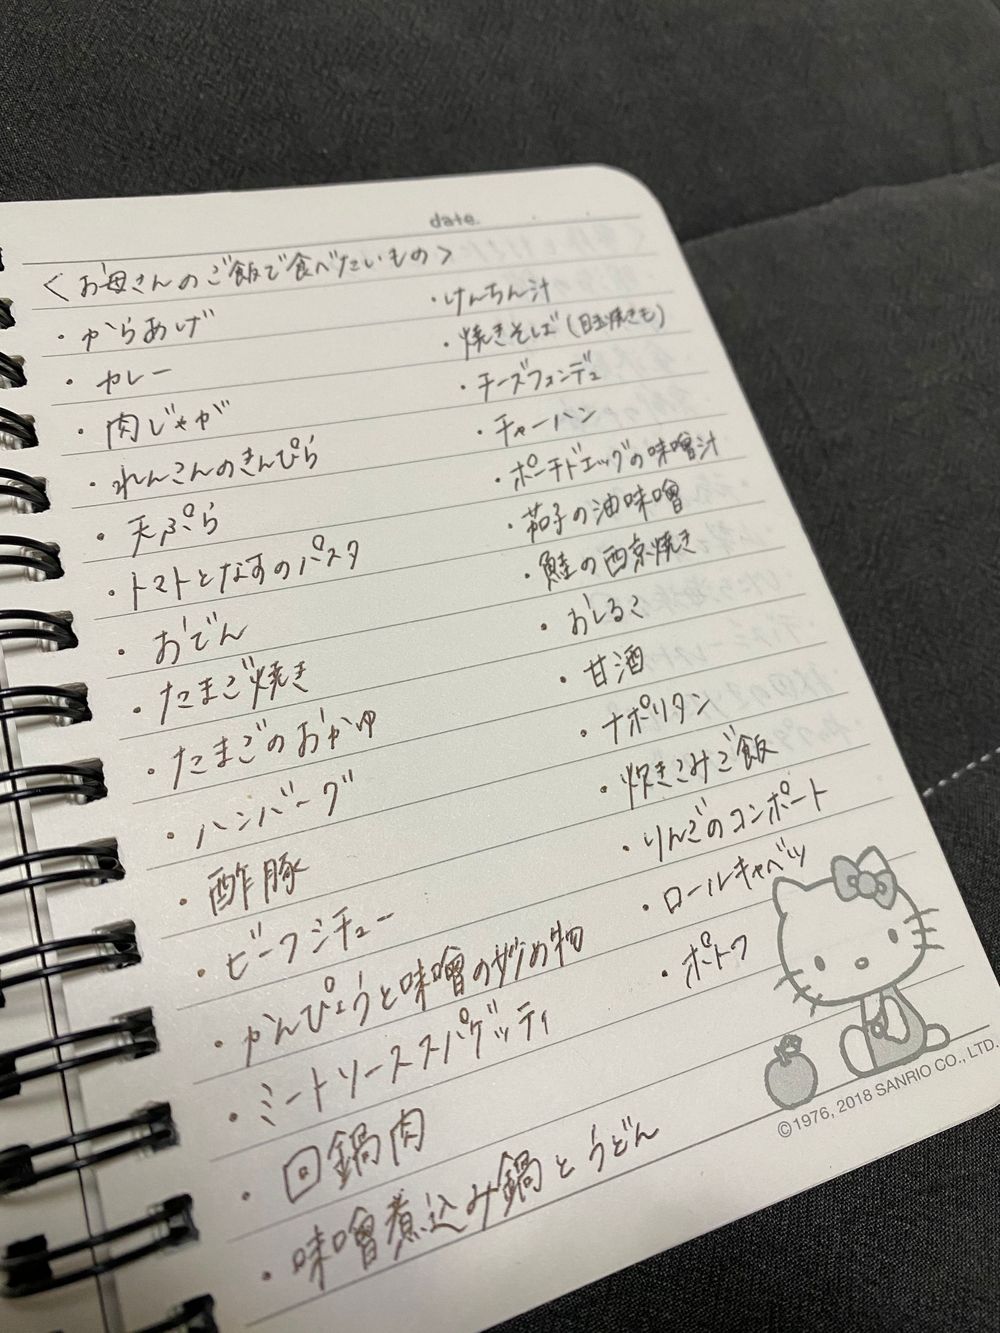 date.
<お母さんのご飯で食べたいもの>
・からあげ
・カレー
・肉じゃが
・れんこんのきんぴら
・天ぷら
・トマトとなすのパスタ
・おでん
・たまご焼き
・たまごのおかゆ
・ハンバーグ
・酢豚
・ビーフシチュー
・かんぴょうと味噌の炒め物
・ミートソーススパゲッティ
・回鍋肉
・味噌煮込み鍋とうどん
・けんちん汁
・焼きそば(目玉焼きも)
・チーズフォンデュ
・チャーハン
・ポーチドエッグの味噌汁
・茄子の油味噌
・鮭の西京焼き
・おしるこ
・甘酒
・ナポリタン
・炊きこみご飯
・りんごのコンポート
・ロールキャベツ
・ポトフ
©1976, 2018 SANRIO CO., LTD.